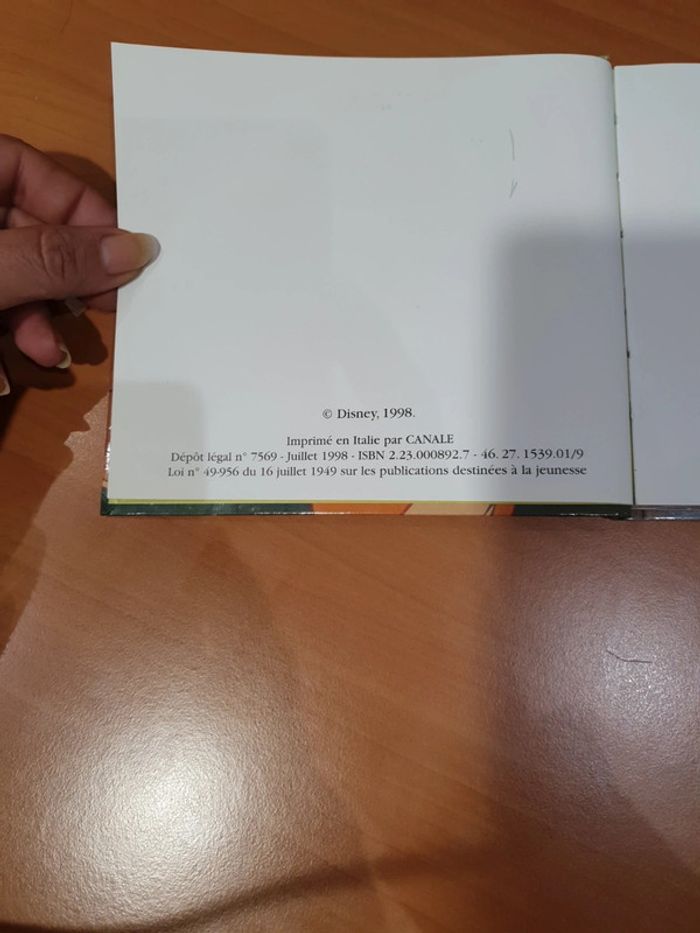 © Disney, 1998.
Imprimé en Italie par CANALE
Dépôt légal n° 7569 - Juillet 1998 - ISBN 2.23.000892.7 - 46. 27. 1539.01/9
Loi n° 49-956 du 16 juillet 1949 sur les publications destinées à la jeunesse